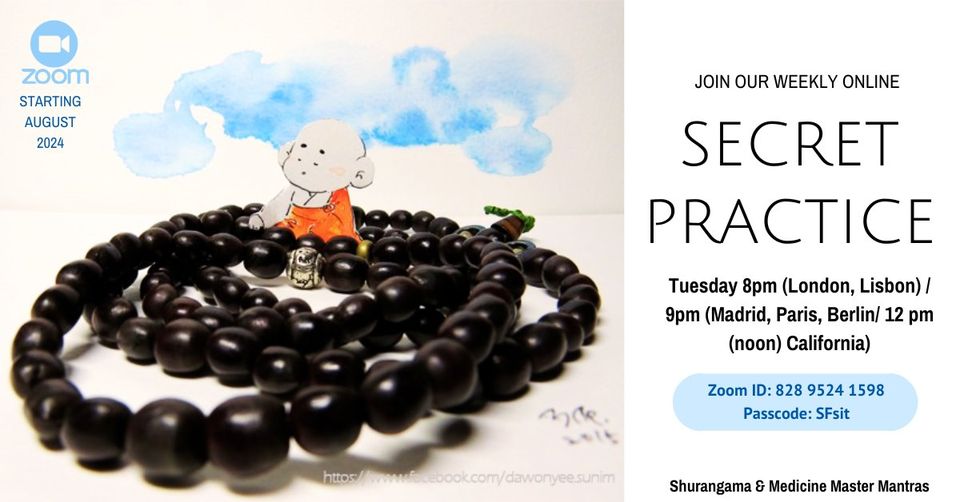 zoom
STARTING
AUGUST
2024
JOIN OUR WEEKLY ONLINE
SECRET
PRACTICE
Tuesday 8pm (London, Lisbon) /
9pm (Madrid, Paris, Berlin/ 12 pm
(noon) California)
Zoom ID: 828 9524 1598
Passcode: SFsit
Shurangama & Medicine Master Mantras
https://www.facebook.com/dawonyee.sunim